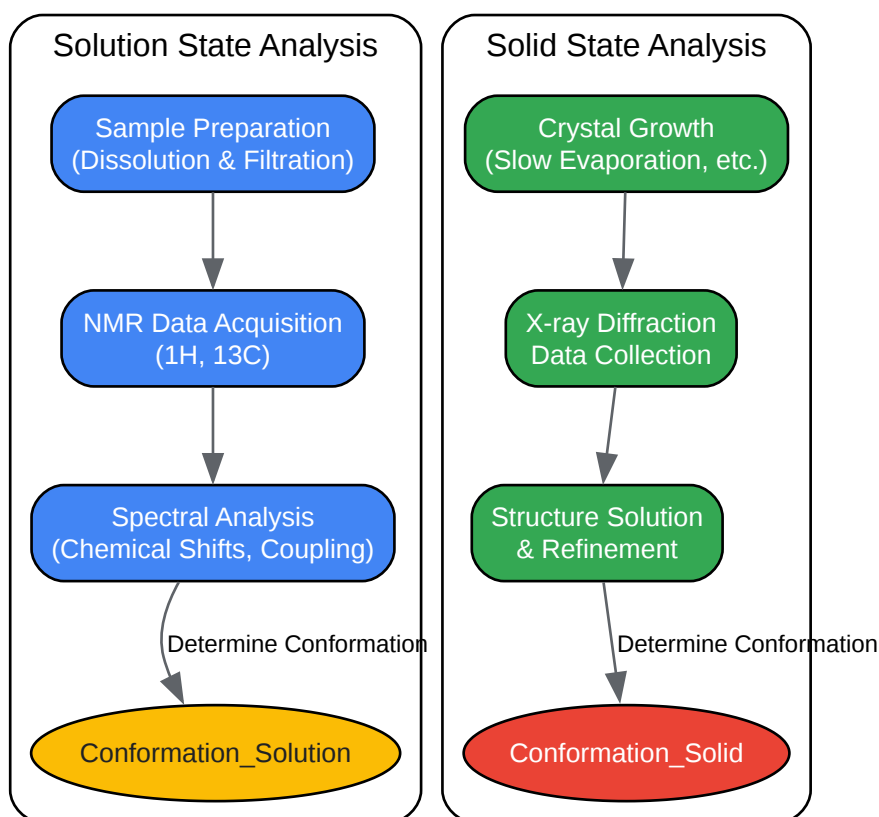 Solution State Analysis
Sample Preparation
(Dissolution & Filtration)
NMR Data Acquisition
(1H, 13C)
Spectral Analysis
(Chemical Shifts, Coupling)
Determine Conformation
Conformation_Solution
Solid State Analysis
Crystal Growth
(Slow Evaporation, etc.)
X-ray Diffraction
Data Collection
Structure Solution
& Refinement
Determine Conformation
Conformation_Solid